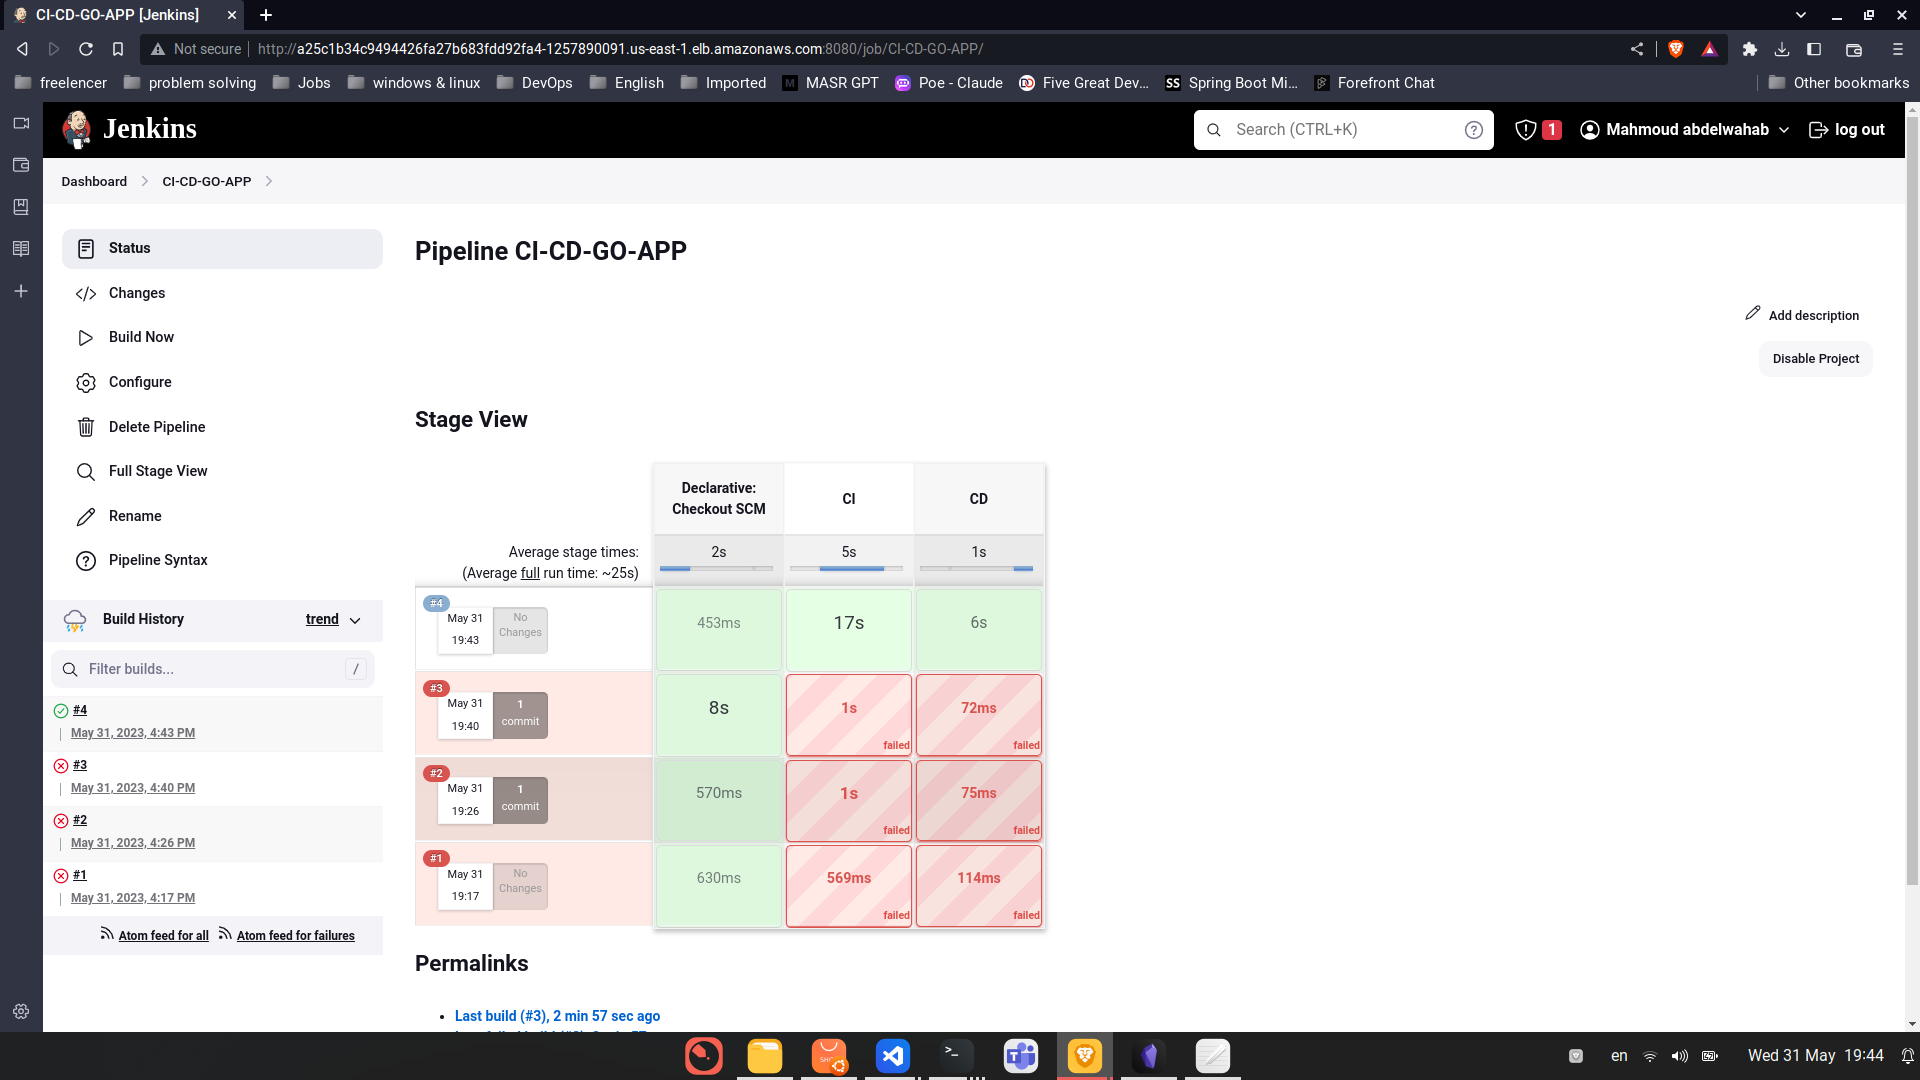 CI-CD-GO-APP [Jenkins]
Not secure http://a25c1b34c9494426fa27b683fdd92fa4-1257890091.us-east-1.elb.amazonaws.com:8080/job/CI-CD-GO-APP/
freelencer problem solving Jobs windows & linux DevOps English Imported MASR GPT Poe - Claude Five Great Dev... SS Spring Boot Mi... Forefront Chat Other bookmarks
Jenkins Search (CTRL+K) ? 1 Mahmoud abdelwahab log out
Dashboard CI-CD-GO-APP
Status
Changes
Build Now
Configure
Delete Pipeline
Full Stage View
Rename
Pipeline Syntax
Build History trend
Filter builds... /
#4
May 31, 2023, 4:43 PM
#3
May 31, 2023, 4:40 PM
#2
May 31, 2023, 4:26 PM
#1
May 31, 2023, 4:17 PM
Atom feed for all Atom feed for failures
Pipeline CI-CD-GO-APP
Add description
Disable Project
Stage View
Declarative: Checkout SCM CI CD
Average stage times: 2s 5s 1s
(Average full run time: ~25s)
#4
May 31 19:43 No Changes 453ms 17s 6s
#3
May 31 19:40 1 commit 8s 1s failed 72ms failed
#2
May 31 19:26 1 commit 570ms 1s failed 75ms failed
#1
May 31 19:17 No Changes 630ms 569ms failed 114ms failed
Permalinks
Last build (#3), 2 min 57 sec ago
en Wed 31 May 19:44